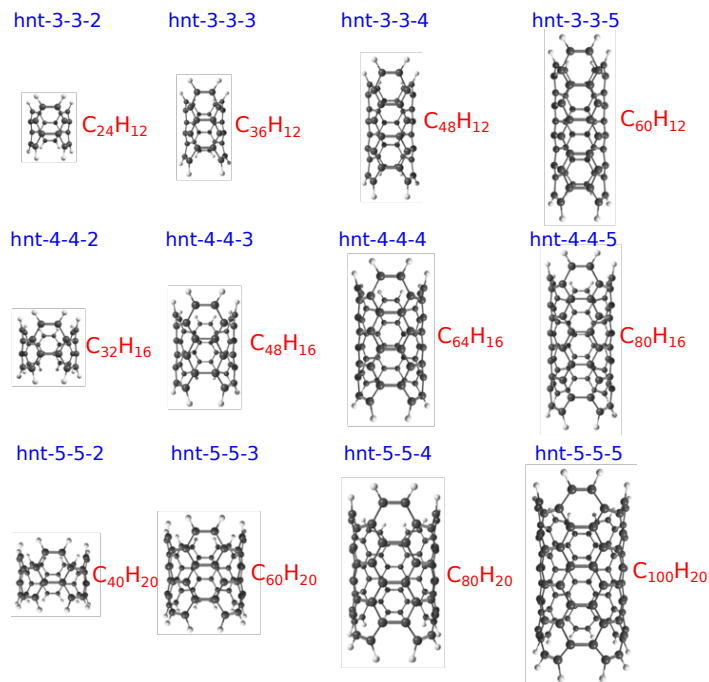 hnt-3-3-2 hnt-3-3-3 hnt-3-3-4 hnt-3-3-5
C₂₄H₁₂ C₃₆H₁₂ C₄₈H₁₂ C₆₀H₁₂
hnt-4-4-2 hnt-4-4-3 hnt-4-4-4 hnt-4-4-5
C₃₂H₁₆ C₄₈H₁₆ C₆₄H₁₆ C₈₀H₁₆
hnt-5-5-2 hnt-5-5-3 hnt-5-5-4 hnt-5-5-5
C₄₀H₂₀ C₆₀H₂₀ C₈₀H₂₀ C₁₀₀H₂₀